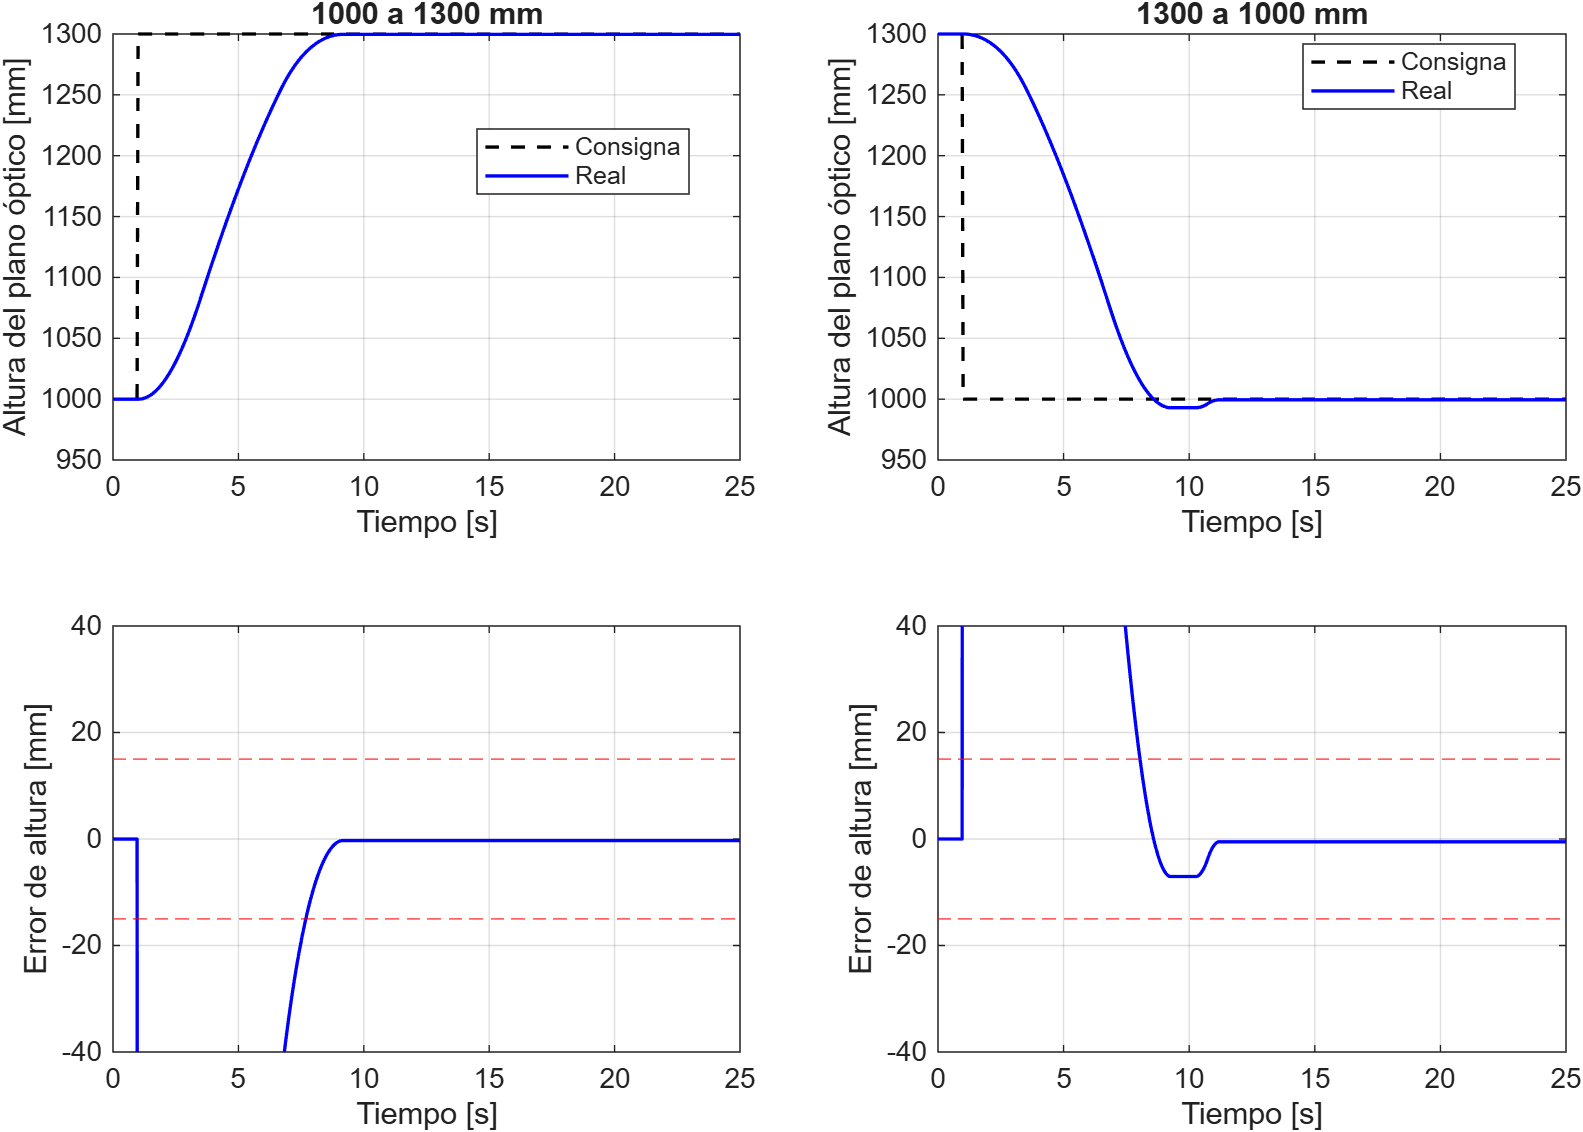 1000 a 1300 mm
Altura del plano óptico [mm]
1300
1250
1200
1150
1100
1050
1000
950
Consigna
Real
0 5 10 15 20 25
Tiempo [s]
1300 a 1000 mm
Altura del plano óptico [mm]
1300
1250
1200
1150
1100
1050
1000
950
Consigna
Real
0 5 10 15 20 25
Tiempo [s]
Error de altura [mm]
40
20
0
-20
-40
0 5 10 15 20 25
Tiempo [s]
Error de altura [mm]
40
20
0
-20
-40
0 5 10 15 20 25
Tiempo [s]